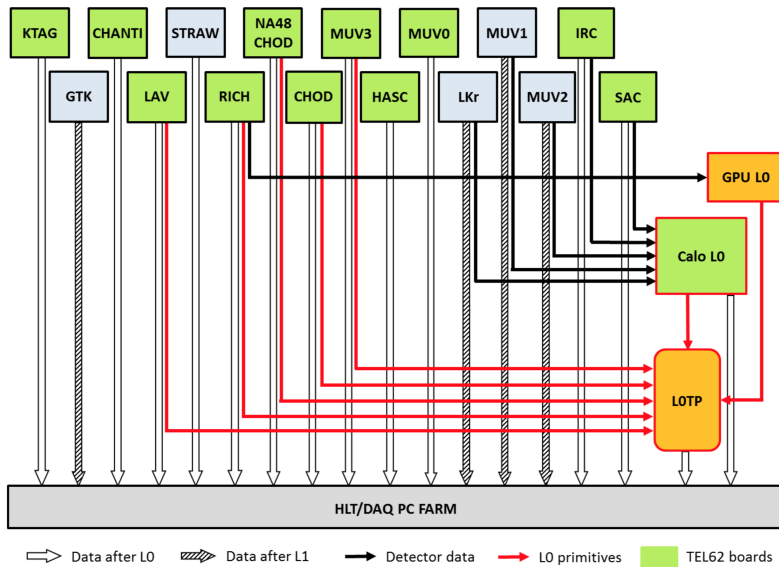 KTAG
CHANTI
STRAW
NA48
CHOD
MUV3
MUV0
MUV1
IRC
GTK
LAV
RICH
CHOD
HASC
LKr
MUV2
SAC
GPU L0
Calo L0
L0TP
HLT/DAQ PC FARM
Data after L0
Data after L1
Detector data
L0 primitives
TEL62 boards